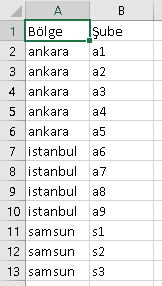 A B
1 Bölge Şube
2 ankara a1
3 ankara a2
4 ankara a3
5 ankara a4
6 ankara a5
7 istanbul a6
8 istanbul a7
9 istanbul a8
10 istanbul a9
11 samsun s1
12 samsun s2
13 samsun s3